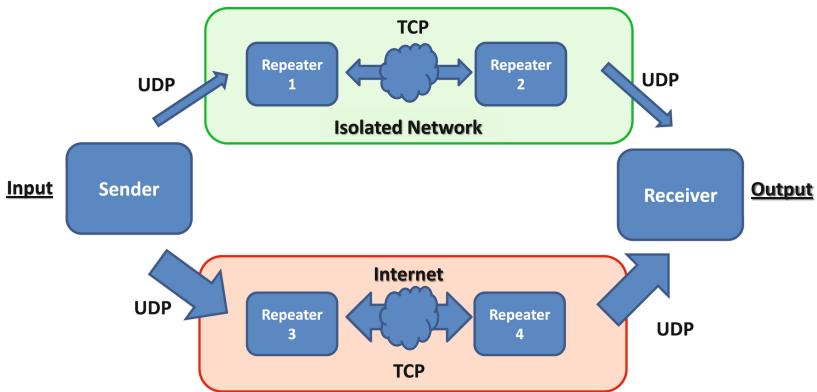 TCP
Repeater
1
Repeater
2
UDP
UDP
Isolated Network
Input
Sender
Receiver
Output
Internet
UDP
Repeater
3
Repeater
4
UDP
TCP